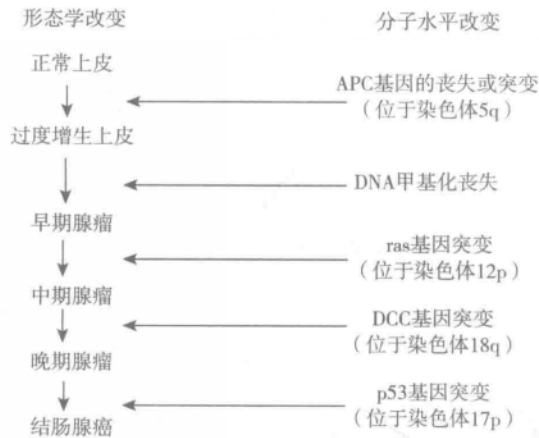 形态学改变
分子水平改变
正常上皮
APC基因的丧失或突变
（位于染色体5q）
过度增生上皮
DNA甲基化丧失
早期腺瘤
ras基因突变
（位于染色体12p）
中期腺瘤
DCC基因突变
（位于染色体18q）
晚期腺瘤
p53基因突变
（位于染色体17p）
结肠腺癌